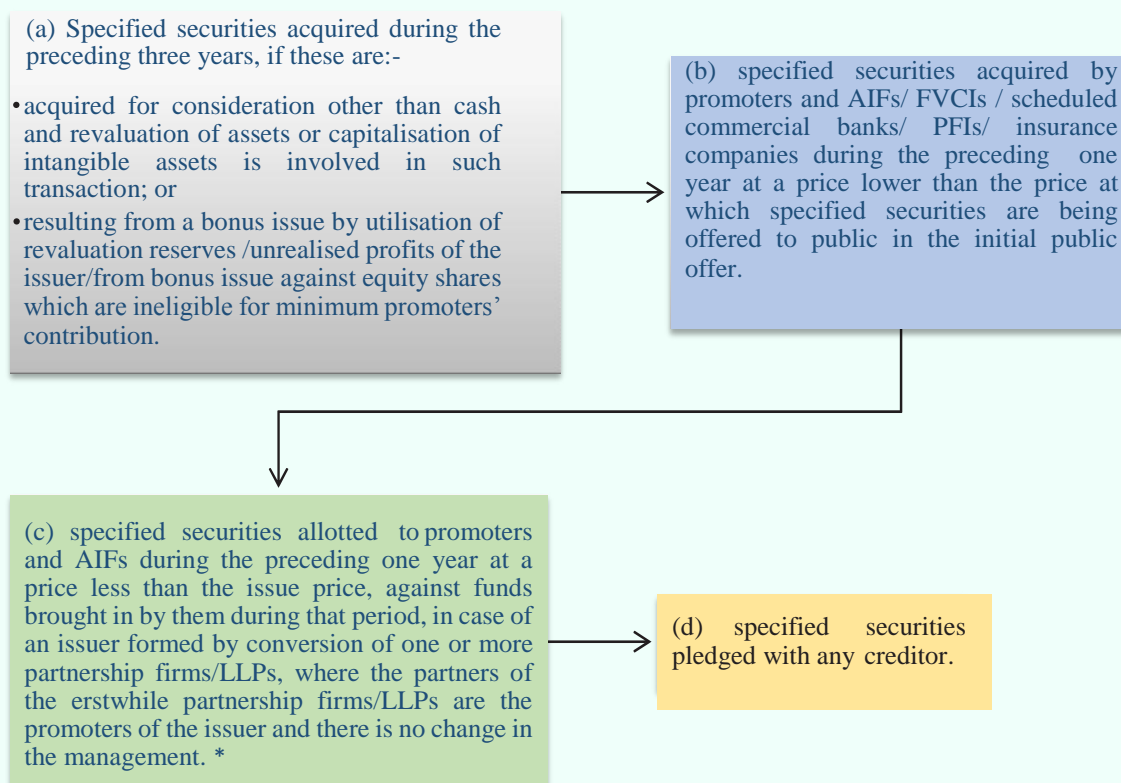 (a) Specified securities acquired during the
preceding three years, if these are:-
•acquired for consideration other than cash
and revaluation of assets or capitalisation of
intangible assets is involved in such
transaction; or
•resulting from a bonus issue by utilisation of
revaluation reserves /unrealised profits of the
issuer/from bonus issue against equity shares
which are ineligible for minimum promoters’
contribution.
(b) specified securities acquired by
promoters and AIFs/ FVCIs / scheduled
commercial banks/ PFIs/ insurance
companies during the preceding one
year at a price lower than the price at
which specified securities are being
offered to public in the initial public
offer.
(c) specified securities allotted to promoters
and AIFs during the preceding one year at a
price less than the issue price, against funds
brought in by them during that period, in case of
an issuer formed by conversion of one or more
partnership firms/LLPs, where the partners of
the erstwhile partnership firms/LLPs are the
promoters of the issuer and there is no change in
the management. *
(d) specified securities
pledged with any creditor.